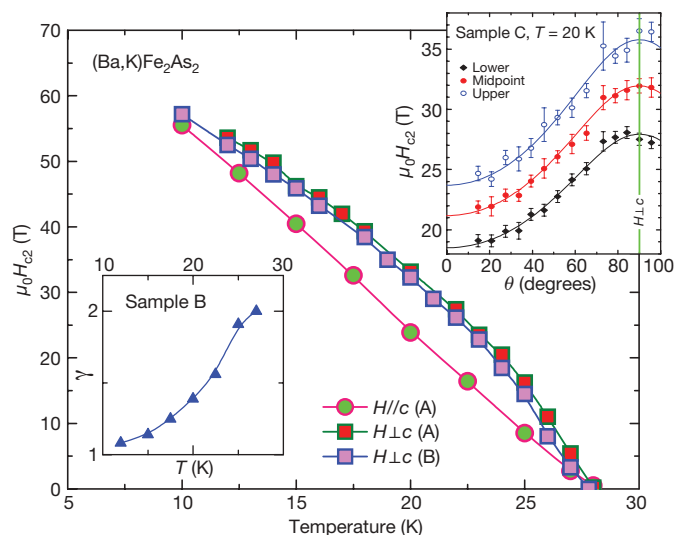 (Ba,K)Fe₂As₂
μ₀H_c2 (T)
70
60
50
40
30
20
10
0
5
10
15
20
25
30
Temperature (K)
H//c (A)
H⊥c (A)
H⊥c (B)
Sample B
10
20
30
2
1
γ
T (K)
Sample C, T = 20 K
Lower
Midpoint
Upper
μ₀H_c2 (T)
35
30
25
20
0
20
40
60
80
100
θ (degrees)
H⊥c